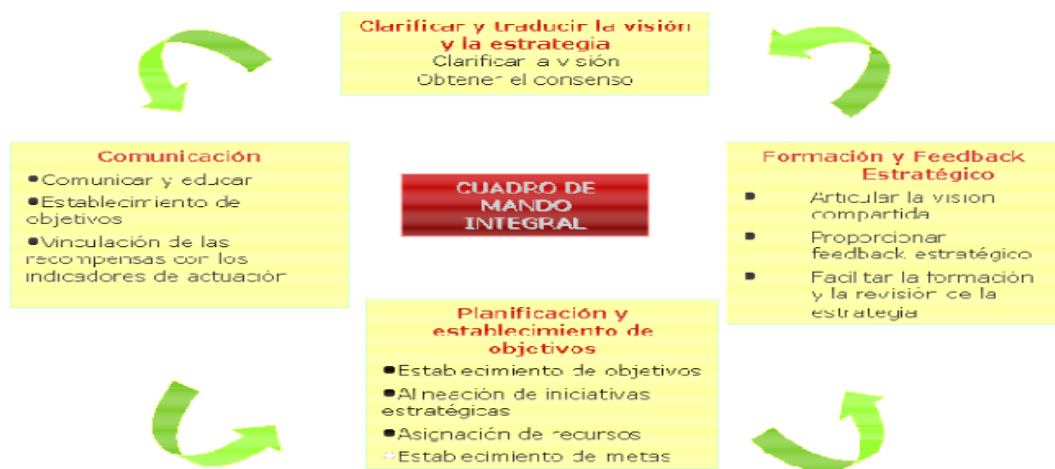 Clarificar y traducir la visión
y la estrategia
Clarificar a visión
Obtener el consenso
Comunicación
•Comunicar y educar
•Establecimiento de
objetivos
•Vinculación de las
recompensas con los
indicadores de actuación
CUADRO DE
MANDO
INTEGRAL
Formación y Feedback
Estratégico
▪ Articular la visión
compartida
▪ Proporcionar
feedback estratégico
▪ Facilitar la formación
y la revisión de la
estrategia
Planificación y
establecimiento de
objetivos
•Establecimiento de objetivos
•Alineación de iniciativas
estratégicas
•Asignación de recursos
•Establecimiento de metas